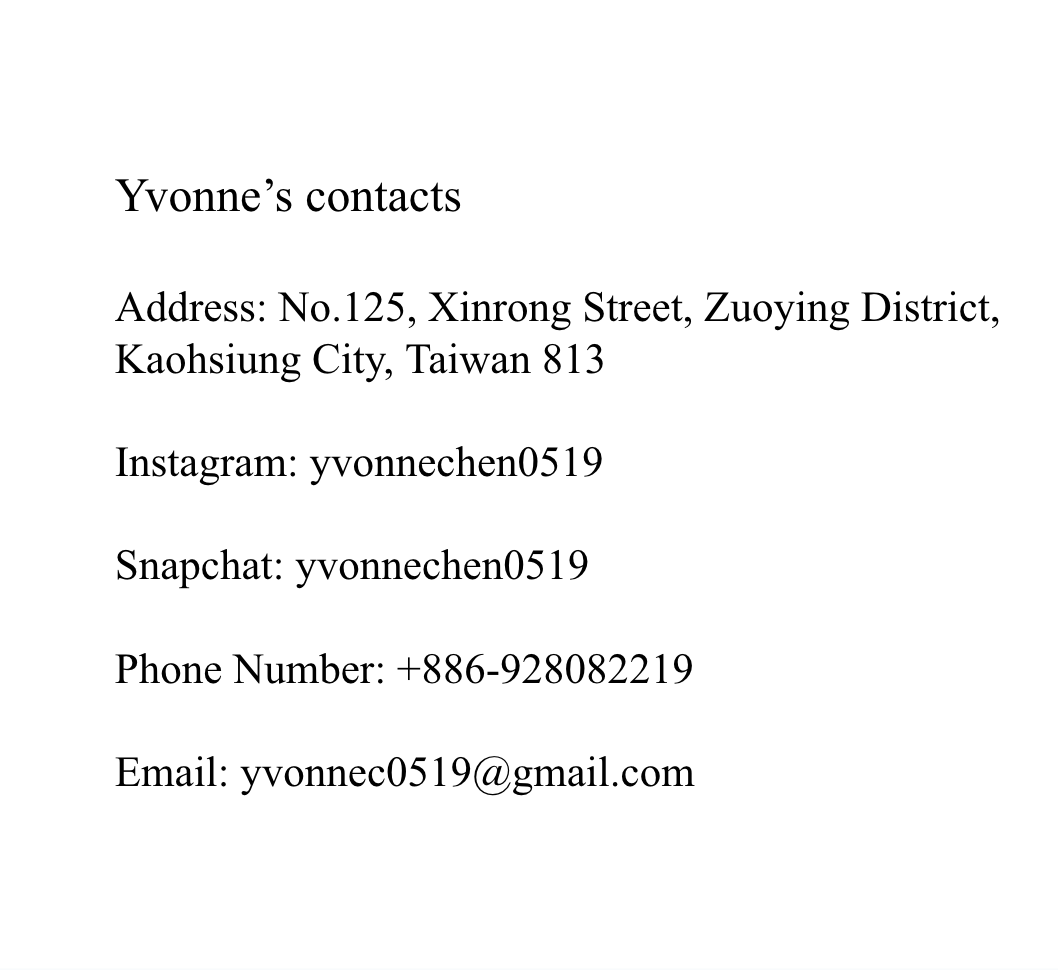 Yvonne’s contacts
Address: No.125, Xinrong Street, Zuoying District,
Kaohsiung City, Taiwan 813
Instagram: yvonnechen0519
Snapchat: yvonnechen0519
Phone Number: +886-928082219
Email: yvonnec0519@gmail.com